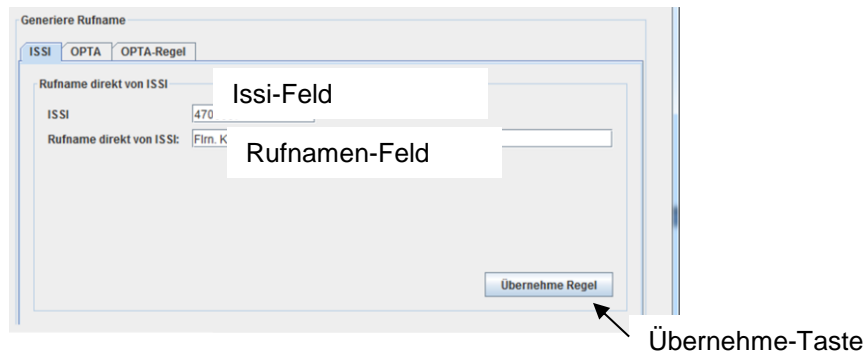 Generiere Rufname
ISSI OPTA OPTA-Regel
Rufname direkt von ISSI
Issi-Feld
ISSI 470
Rufname direkt von ISSI: Flrn. K
Rufnamen-Feld
Übernehme Regel
Übernehme-Taste